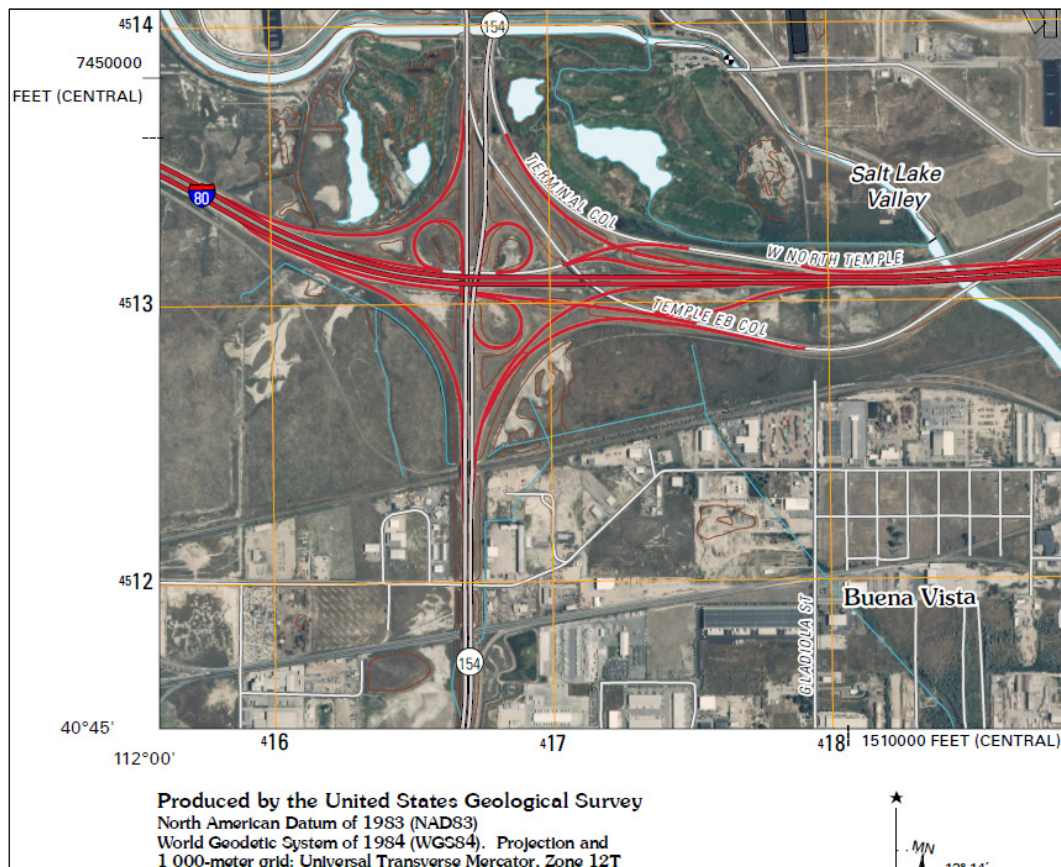 4514
154
7450000
FEET (CENTRAL)
Salt Lake
Valley
80
TERMINAL COL
W NORTH TEMPLE
4513
TEMPLE EB COL
4512
Buena Vista
GLADIOLA ST
154
40°45'
416
417
418
1510000 FEET (CENTRAL)
112°00'
Produced by the United States Geological Survey
North American Datum of 1983 (NAD83)
World Geodetic System of 1984 (WGS84). Projection and
1 000-meter grid: Universal Transverse Mercator, Zone 12T
MN
12° 14'